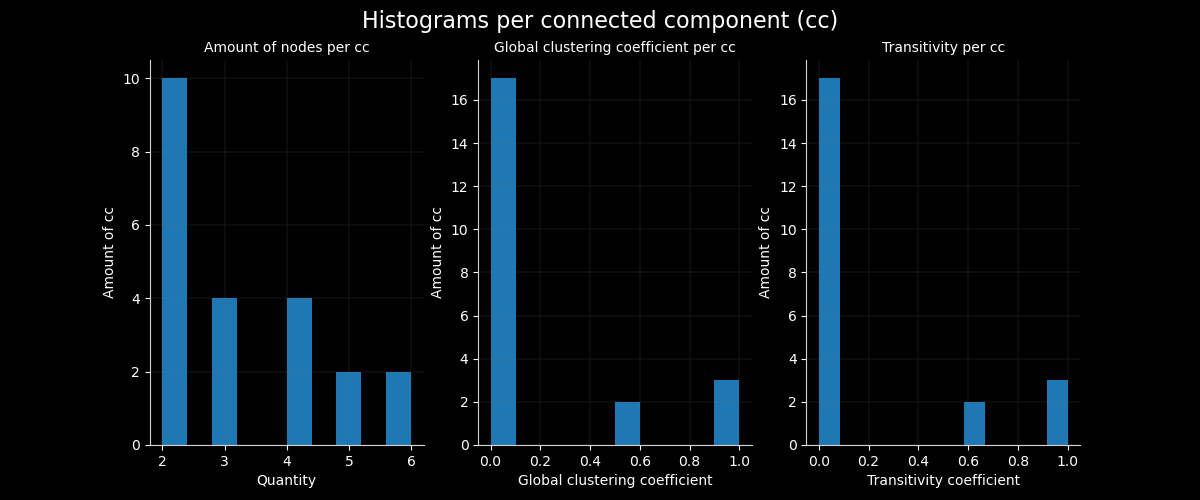 Histograms per connected component (cc)
Amount of nodes per cc
Amount of cc
10
8
6
4
2
0
2 3 4 5 6
Quantity
Global clustering coefficient per cc
Amount of cc
16
14
12
10
8
6
4
2
0
0.0 0.2 0.4 0.6 0.8 1.0
Global clustering coefficient
Transitivity per cc
Amount of cc
16
14
12
10
8
6
4
2
0
0.0 0.2 0.4 0.6 0.8 1.0
Transitivity coefficient